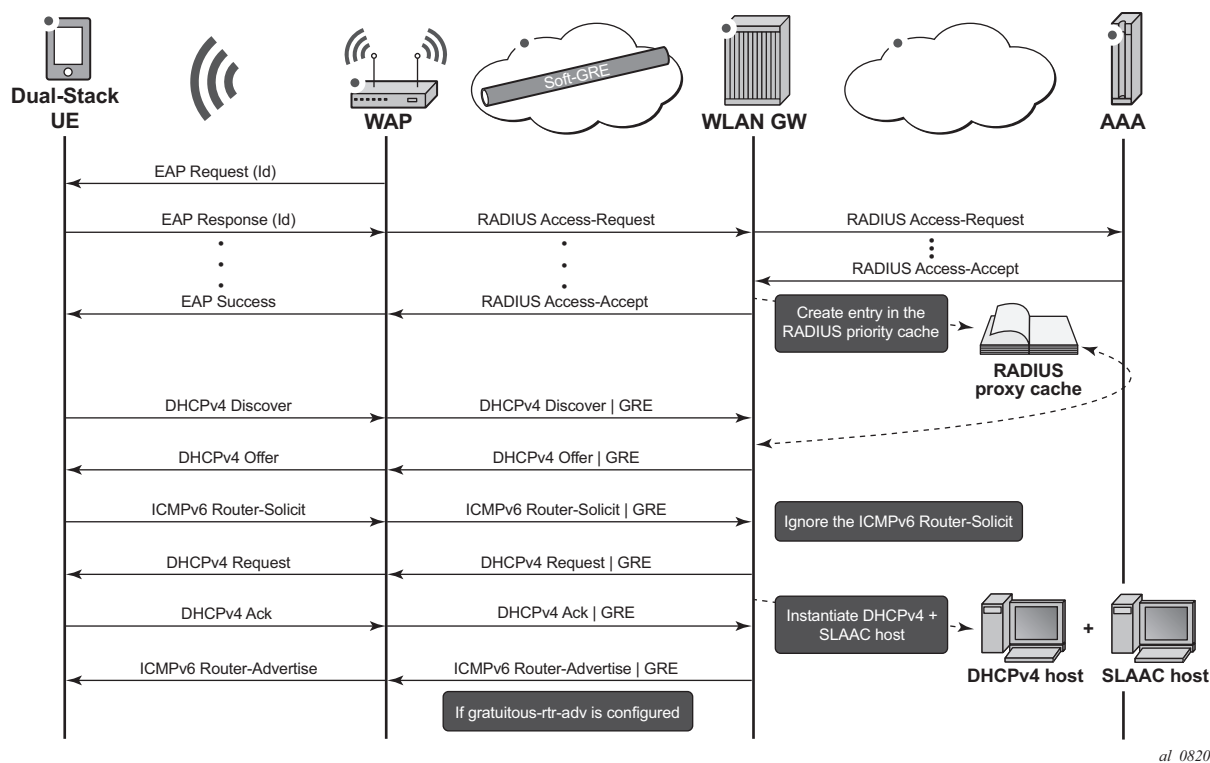 Soft-GRE
Dual-Stack
UE
WAP
WLAN GW
AAA
EAP Request (Id)
EAP Response (Id)
RADIUS Access-Request
RADIUS Access-Request
RADIUS Access-Accept
EAP Success
RADIUS Access-Accept
Create entry in the
RADIUS priority cache
RADIUS
proxy cache
DHCPv4 Discover
DHCPv4 Discover | GRE
DHCPv4 Offer
DHCPv4 Offer | GRE
ICMPv6 Router-Solicit
ICMPv6 Router-Solicit | GRE
Ignore the ICMPv6 Router-Solicit
DHCPv4 Request
DHCPv4 Request | GRE
DHCPv4 Ack
DHCPv4 Ack | GRE
Instantiate DHCPv4 +
SLAAC host
+
DHCPv4 host
SLAAC host
ICMPv6 Router-Advertise
ICMPv6 Router-Advertise | GRE
If gratuitous-rtr-adv is configured
al_0820